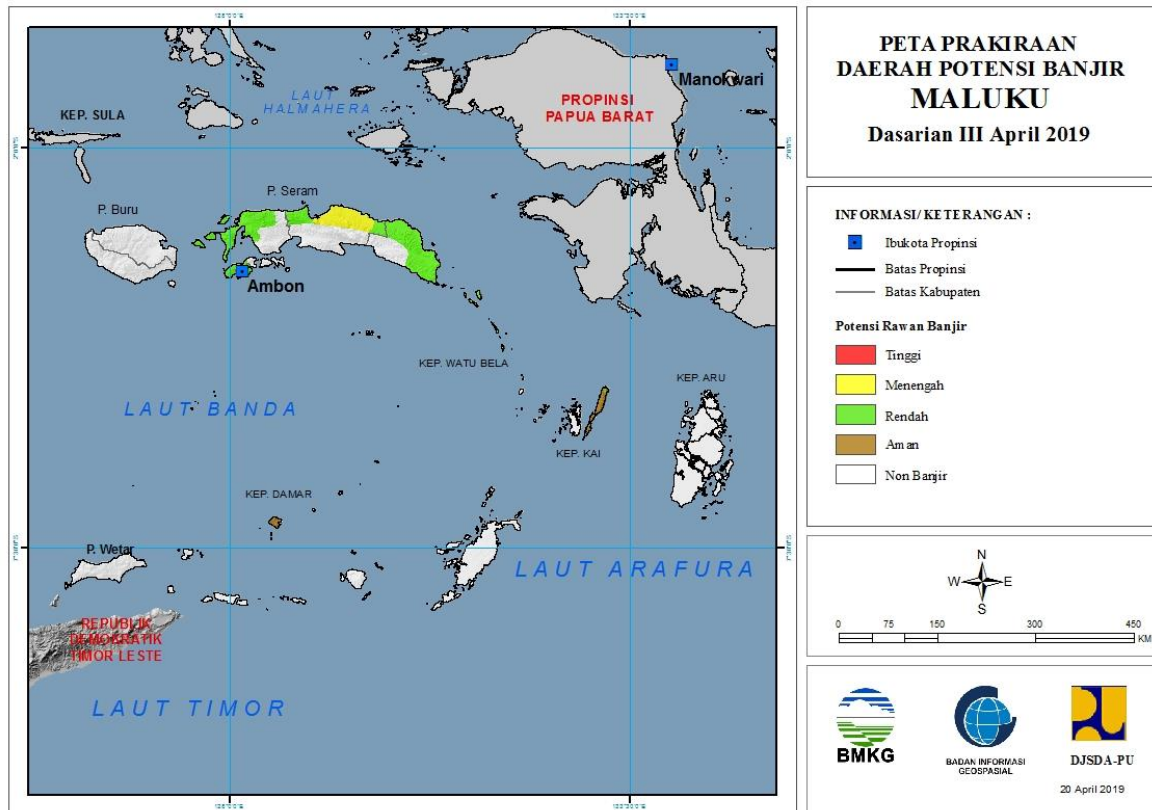 PETA PRAKIRAAN
DAERAH POTENSI BANJIR
MALUKU
Dasarian III April 2019
INFORMASI/ KETERANGAN :
Ibukota Propinsi
Batas Propinsi
Batas Kabupaten
Potensi Rawan Banjir
Tinggi
Menengah
Rendah
Aman
Non Banjir
N
W E
S
0 75 150 300 450
KM
BMKG
BADAN INFORMASI
GEOSPASIAL
DJSDA-PU
20 April 2019
Manokwari
LAUT
HALMAHERA
PROPINSI
PAPUA BARAT
KEP. SULA
P. Seram
P. Buru
Ambon
KEP. WATU BELA
KEP. ARU
LAUT BANDA
KEP. KAI
KEP. DAMAR
P. Wetar
LAUT ARAFURA
REPUBLIK
DEMOKRATIK
TIMOR LESTE
LAUT TIMOR